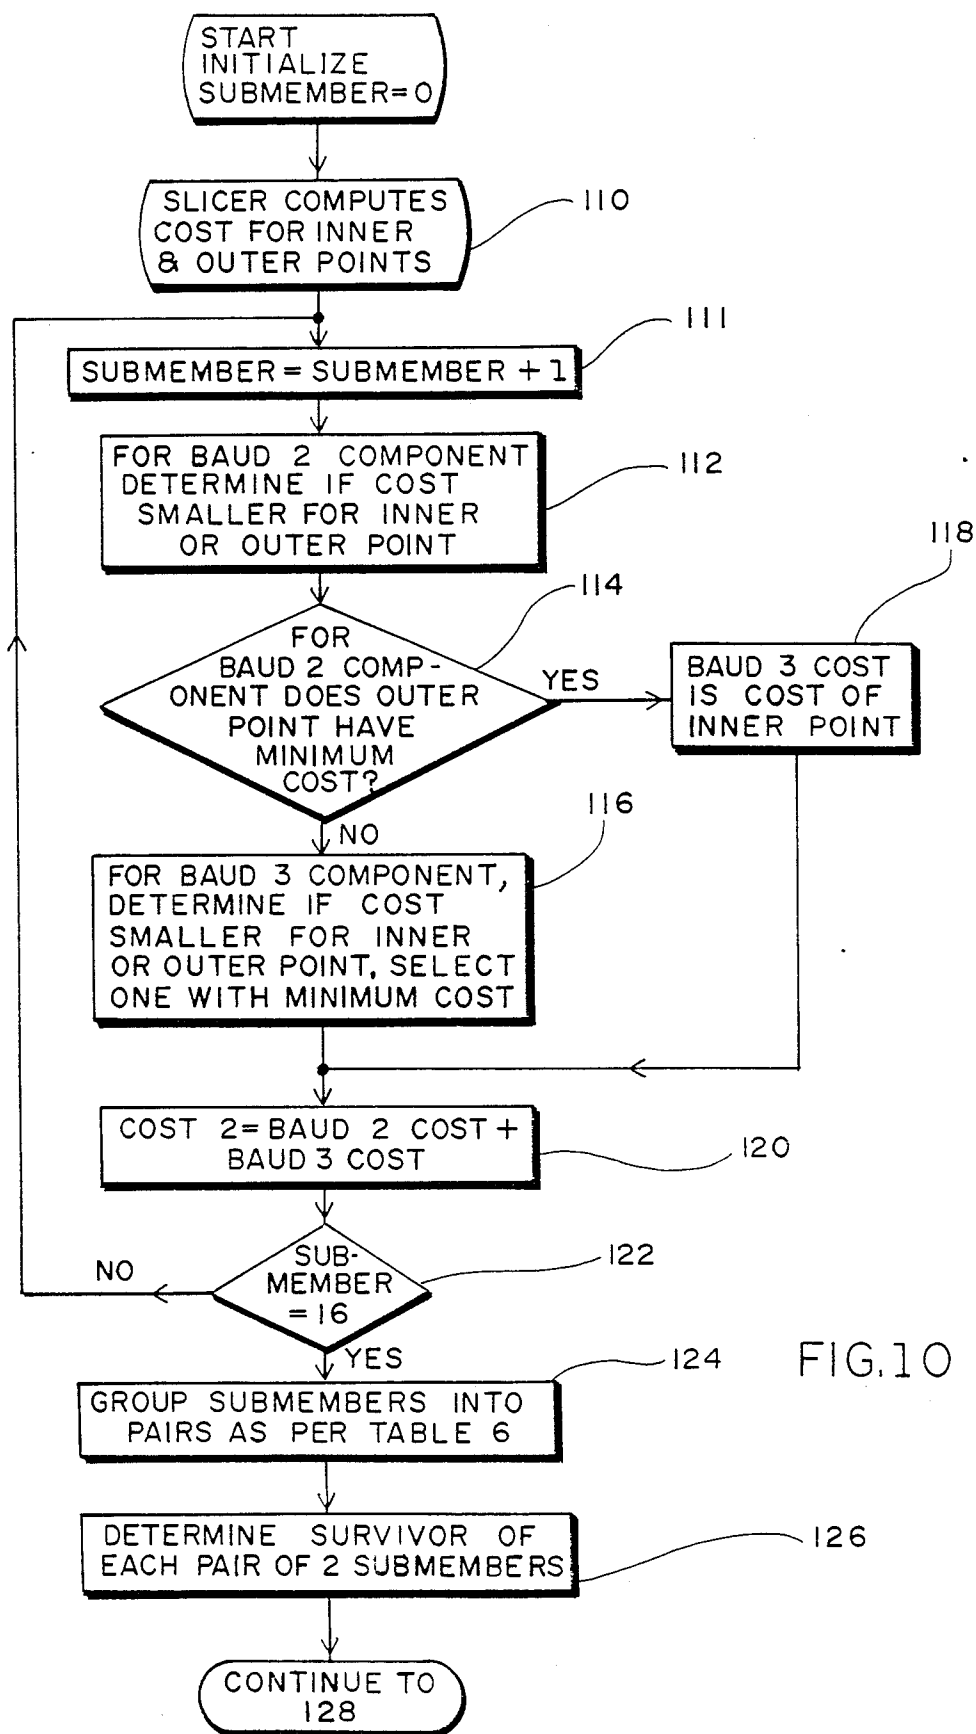 START
INITIALIZE
SUBMEMBER=0
SLICER COMPUTES
COST FOR INNER
& OUTER POINTS
110
111
SUBMEMBER = SUBMEMBER + 1
FOR BAUD 2 COMPONENT
DETERMINE IF COST
SMALLER FOR INNER
OR OUTER POINT
112
118
114
FOR
BAUD 2 COMP-
ONENT DOES OUTER
POINT HAVE
MINIMUM
COST?
YES
BAUD 3 COST
IS COST OF
INNER POINT
NO
116
FOR BAUD 3 COMPONENT,
DETERMINE IF COST
SMALLER FOR INNER
OR OUTER POINT, SELECT
ONE WITH MINIMUM COST
COST 2= BAUD 2 COST +
BAUD 3 COST
120
SUB-
MEMBER
=16
122
NO
YES
124
FIG.10
GROUP SUBMEMBERS INTO
PAIRS AS PER TABLE 6
DETERMINE SURVIVOR OF
EACH PAIR OF 2 SUBMEMBERS
126
CONTINUE TO
128